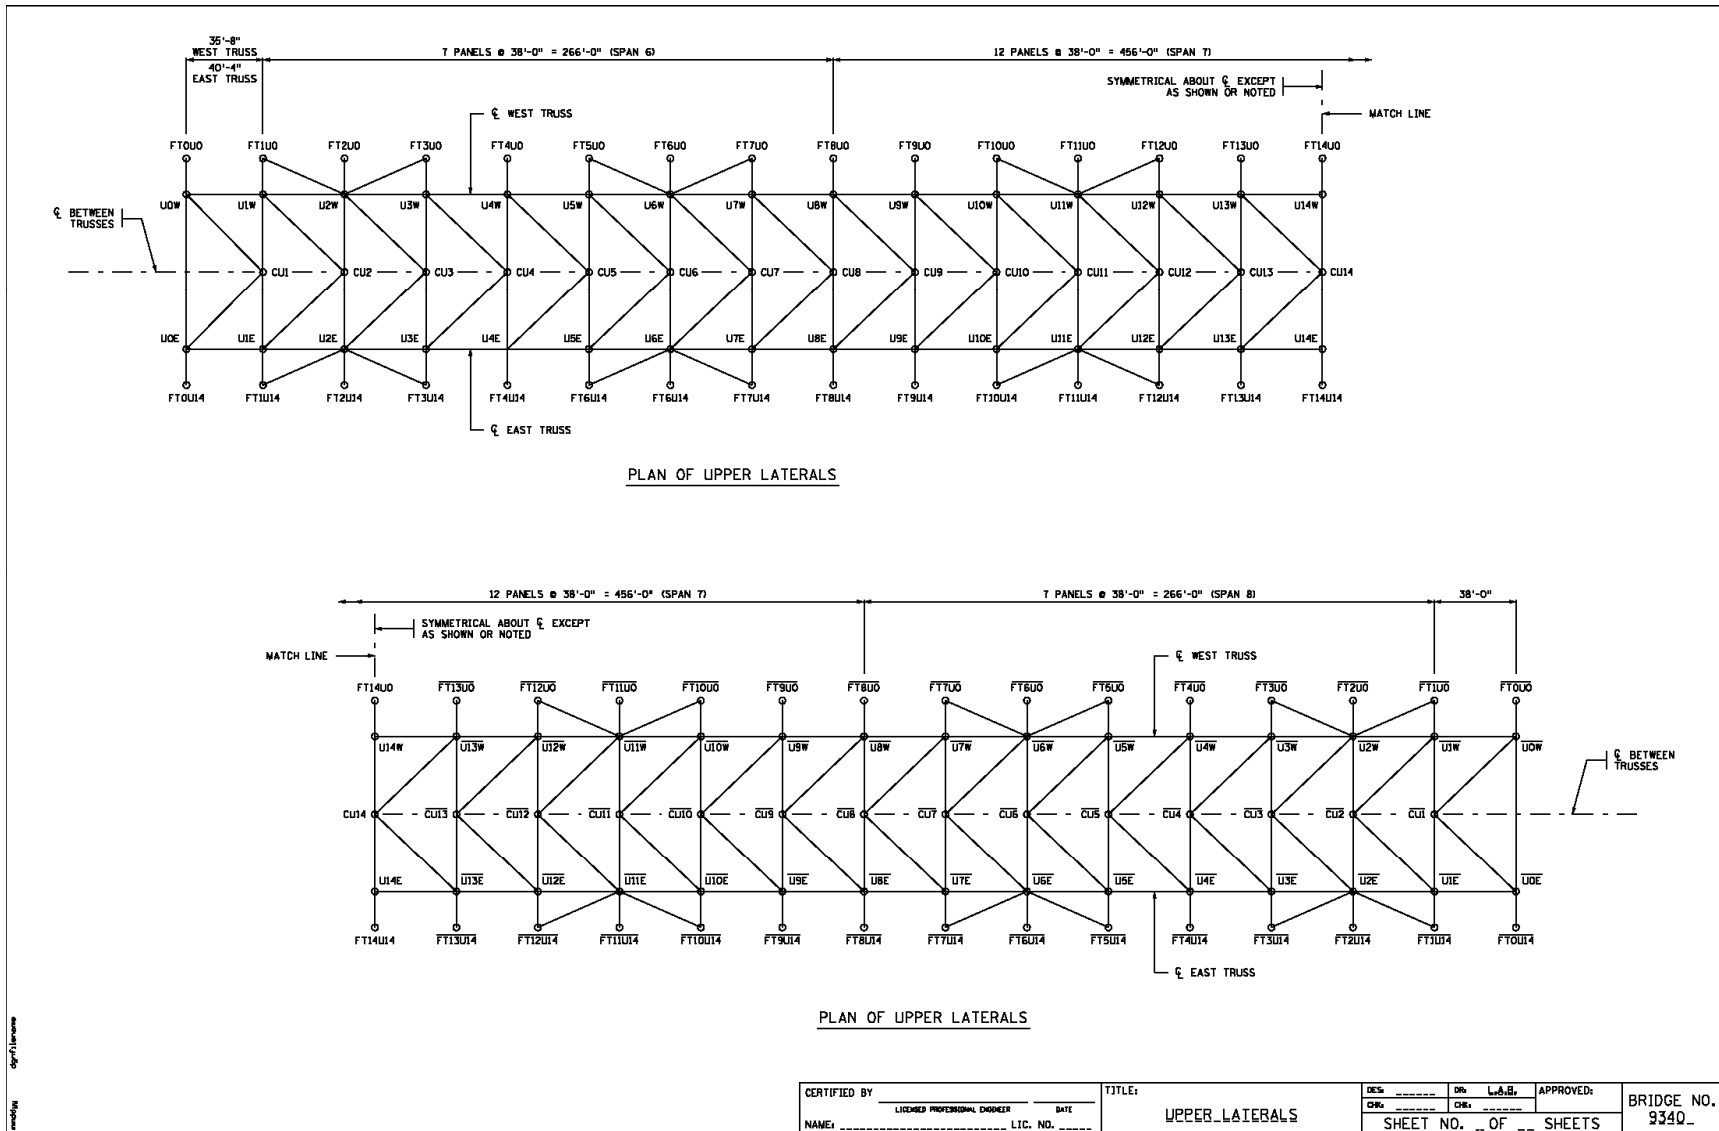 35'-8"
WEST TRUSS
40'-4"
EAST TRUSS
7 PANELS @ 38'-0" = 266'-0" (SPAN 6)
12 PANELS @ 38'-0" = 456'-0" (SPAN 7)
SYMMETRICAL ABOUT ℄ EXCEPT
AS SHOWN OR NOTED
℄ WEST TRUSS
MATCH LINE
FT0U0 FT1U0 FT2U0 FT3U0 FT4U0 FT5U0 FT6U0 FT7U0 FT8U0 FT9U0 FT10U0 FT11U0 FT12U0 FT13U0 FT14U0
U0W U1W U2W U3W U4W U5W U6W U7W U8W U9W U10W U11W U12W U13W U14W
℄ BETWEEN
TRUSSES
CU1 CU2 CU3 CU4 CU5 CU6 CU7 CU8 CU9 CU10 CU11 CU12 CU13 CU14
U0E U1E U2E U3E U4E U5E U6E U7E U8E U9E U10E U11E U12E U13E U14E
FT0U14 FT1U14 FT2U14 FT3U14 FT4U14 FT6U14 FT6U14 FT7U14 FT8U14 FT9U14 FT10U14 FT11U14 FT12U14 FT13U14 FT14U14
℄ EAST TRUSS
PLAN OF UPPER LATERALS
12 PANELS @ 38'-0" = 456'-0" (SPAN 7)
7 PANELS @ 38'-0" = 266'-0" (SPAN 8)
38'-0"
SYMMETRICAL ABOUT ℄ EXCEPT
AS SHOWN OR NOTED
MATCH LINE
℄ WEST TRUSS
FT14U0 FT13U0 FT12U0 FT11U0 FT10U0 FT9U0 FT8U0 FT7U0 FT6U0 FT5U0 FT4U0 FT3U0 FT2U0 FT1U0 FT0U0
U14W U13W U12W U11W U10W U9W U8W U7W U6W U5W U4W U3W U2W U1W U0W
℄ BETWEEN
TRUSSES
CU14 CU13 CU12 CU11 CU10 CU9 CU8 CU7 CU6 CU5 CU4 CU3 CU2 CU1
U14E U13E U12E U11E U10E U9E U8E U7E U6E U5E U4E U3E U2E U1E U0E
FT14U14 FT13U14 FT12U14 FT11U14 FT10U14 FT9U14 FT8U14 FT7U14 FT6U14 FT5U14 FT4U14 FT3U14 FT2U14 FT1U14 FT0U14
℄ EAST TRUSS
PLAN OF UPPER LATERALS
dgnfilename
CERTIFIED BY
LICENSED PROFESSIONAL ENGINEER DATE
NAME: LIC. NO.
TITLE:
UPPER LATERALS
DES: DR: L.A.B. APPROVED:
CHK: CHK:
SHEET NO. OF SHEETS
BRIDGE NO.
9340